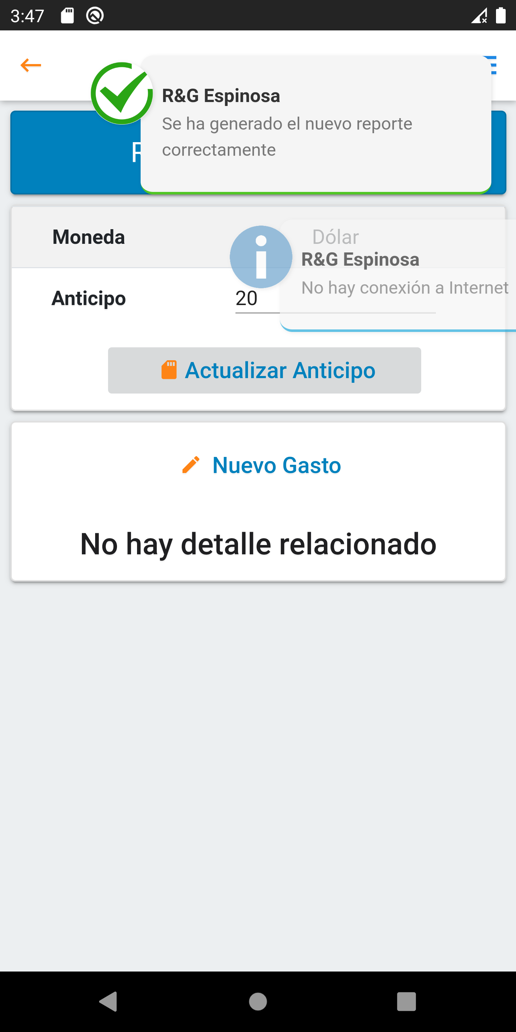 3:47
R&G Espinosa
Se ha generado el nuevo reporte
correctamente
Moneda
Dólar
R&G Espinosa
No hay conexión a Internet
Anticipo
20
Actualizar Anticipo
Nuevo Gasto
No hay detalle relacionado